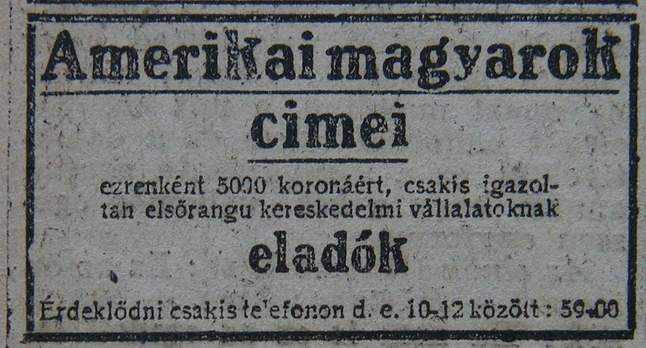 Amerikai magyarok
cimei
ezrenként 5000 koronáért, csakis igazol-
tan elsőrangu kereskedelmi vállalatoknak
eladók
Érdeklődni csakis telefonon d. e. 10-12 között: 59-00